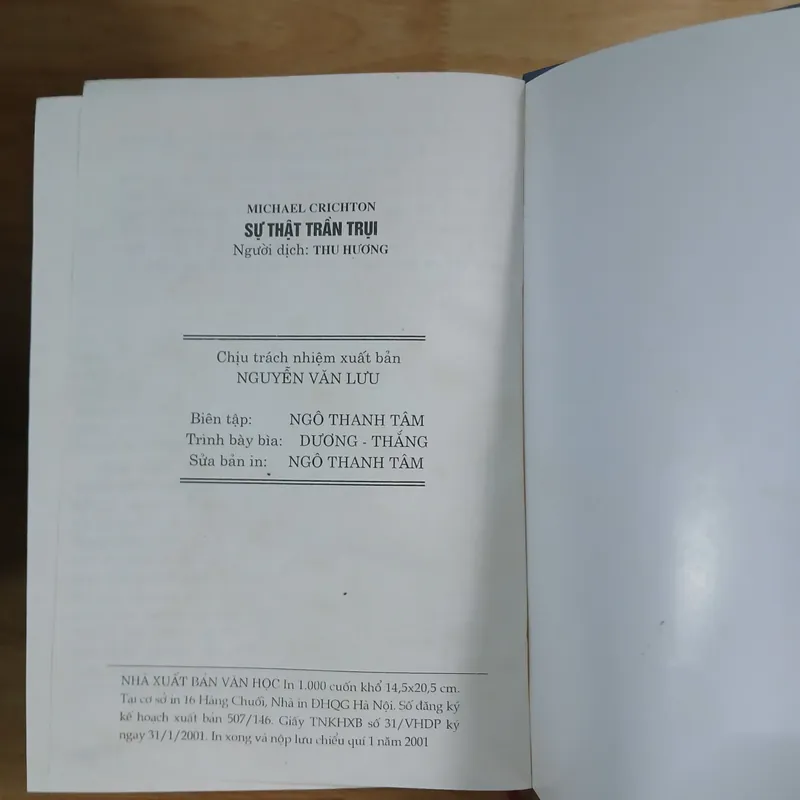 MICHAEL CRICHTON
SỰ THẬT TRẦN TRỤI
Người dịch: THU HƯƠNG
Chịu trách nhiệm xuất bản
NGUYỄN VĂN LƯU
Biên tập: NGÔ THANH TÂM
Trình bày bìa: DƯƠNG - THẮNG
Sửa bản in: NGÔ THANH TÂM
NHÀ XUẤT BẢN VĂN HỌC In 1.000 cuốn khổ 14,5x20,5 cm.
Tại cơ sở in 16 Hàng Chuối, Nhà in ĐHQG Hà Nội. Số đăng ký
kế hoạch xuất bản 507/146. Giấy TNKHXB số 31/VHDP ký
ngày 31/1/2001. In xong và nộp lưu chiểu quí 1 năm 2001